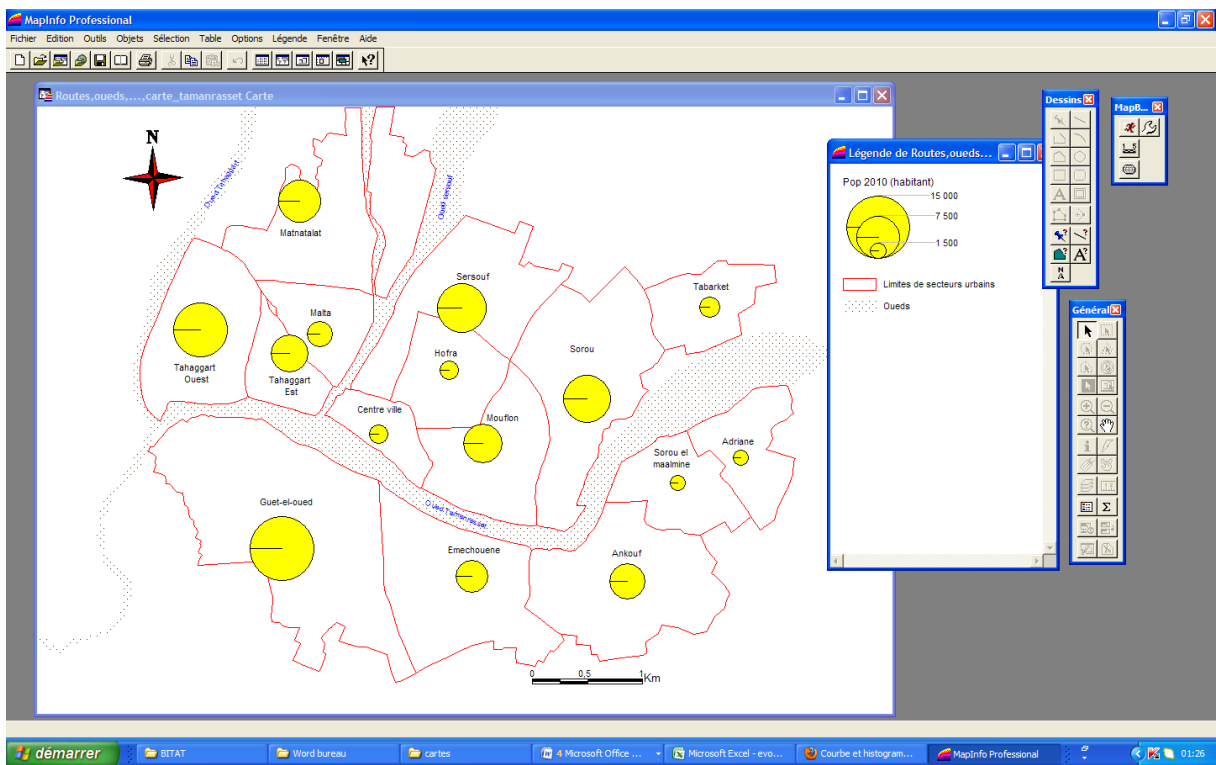 MapInfo Professional
Fichier Edition Outils Objets Sélection Table Options Légende Fenêtre Aide
Routes,oueds,...,carte_tamanrasset Carte
N
Oued Tahaggart
Oued sersouf
Matnatalat
Sersouf
Tabarket
Malta
Hofra
Sorou
Tahaggart
Ouest
Tahaggart
Est
Centre ville
Mouflon
Adriane
Sorou el
maalmine
Guet-el-oued
Oued Tamanrasset
Emechouene
Ankouf
0 0,5 1
Km
Légende de Routes,oueds...
Pop 2010 (habitant)
15 000
7 500
1 500
Limites de secteurs urbains
Oueds
Dessins
MapB...
Général
démarrer
BITAT
Word bureau
cartes
4 Microsoft Office ...
Microsoft Excel - evo...
Courbe et histogram...
MapInfo Professional
01:26